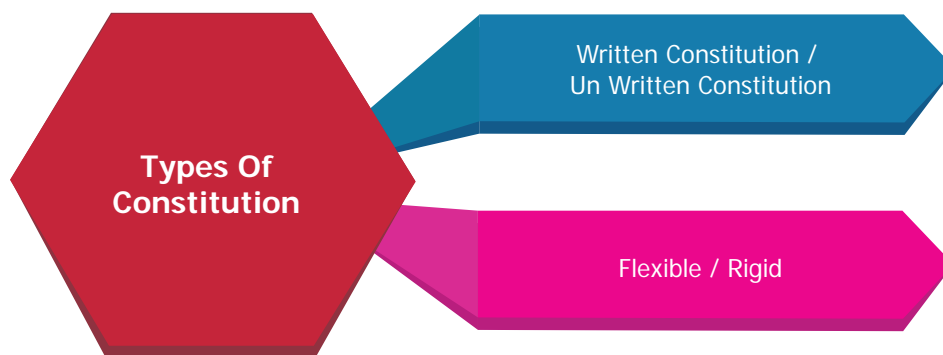 Types Of
Constitution
Written Constitution /
Un Written Constitution
Flexible / Rigid